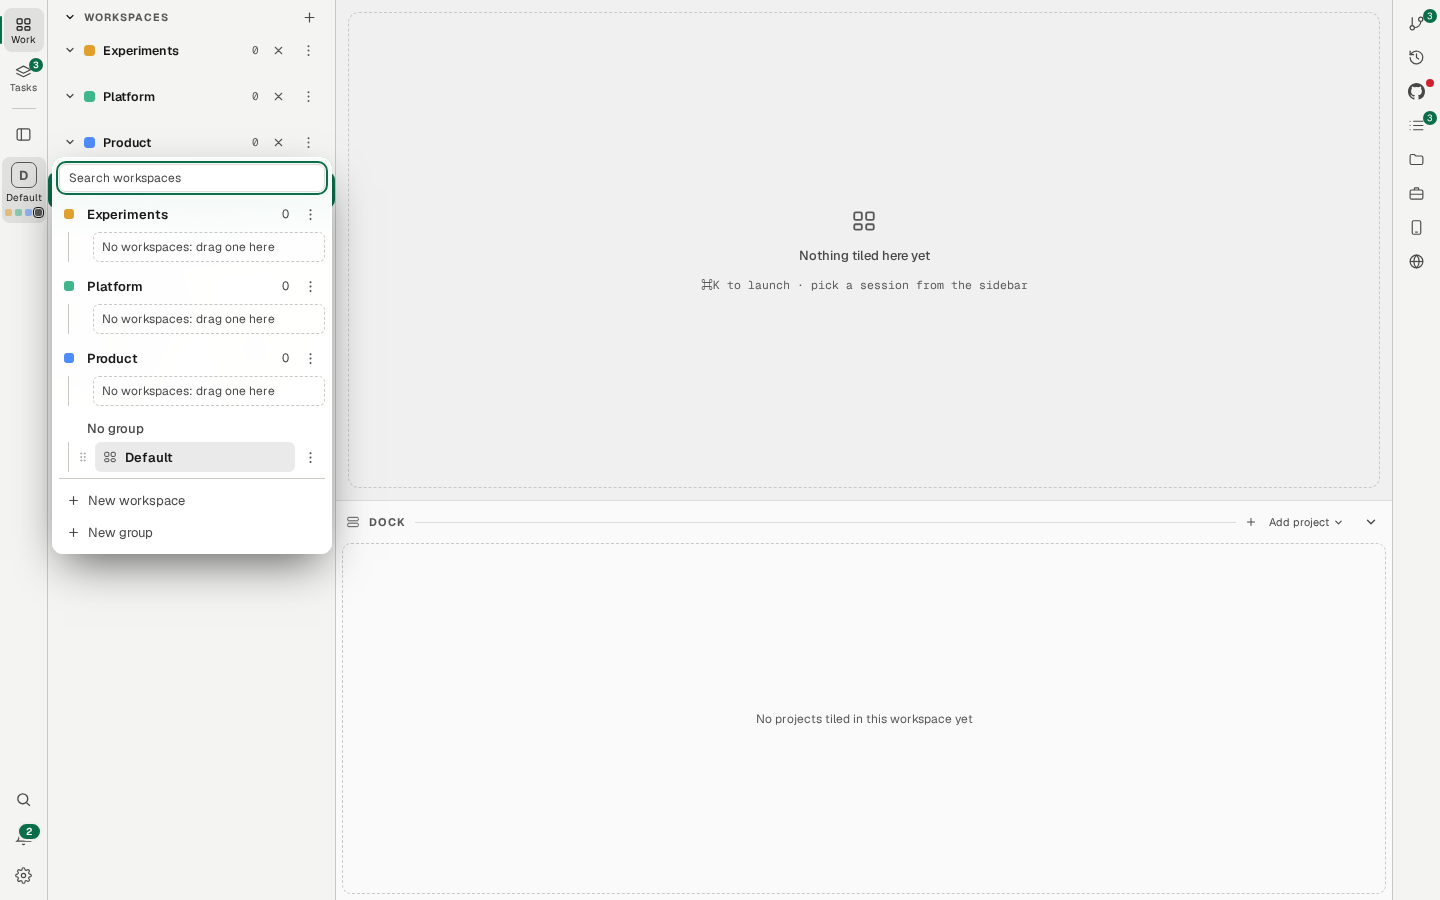 Work
3
Tasks
D
Default
2
WORKSPACES
Experiments 0
Platform 0
Product 0
Search workspaces
Experiments 0
No workspaces: drag one here
Platform 0
No workspaces: drag one here
Product 0
No workspaces: drag one here
No group
Default
New workspace
New group
Nothing tiled here yet
⌘K to launch · pick a session from the sidebar
DOCK
Add project
No projects tiled in this workspace yet
3
3